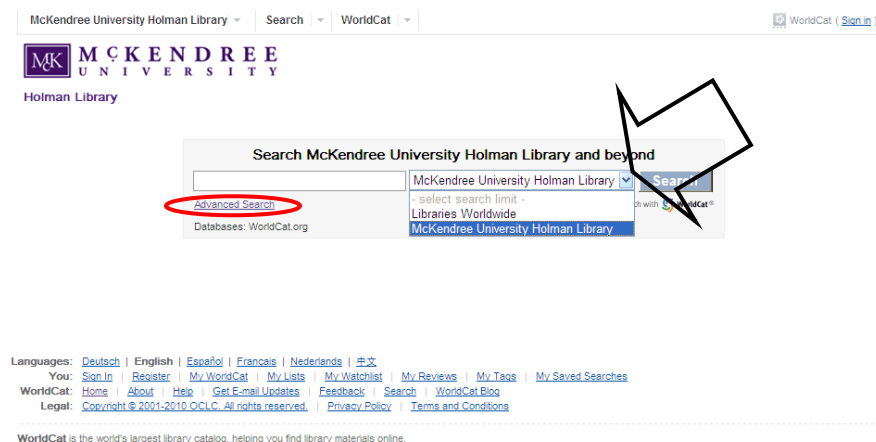 McKendree University Holman Library Search WorldCat WorldCat ( Sign in )
McK McKENDREE
UNIVERSITY
Holman Library
Search McKendree University Holman Library and beyond
McKendree University Holman Library Search
Advanced Search - select search limit - with WorldCat®
Libraries Worldwide
Databases: WorldCat.org McKendree University Holman Library
Languages: Deutsch | English | Español | Français | Nederlands | 中文
You: Sign In | Register | My WorldCat | My Lists | My Watchlist | My Reviews | My Tags | My Saved Searches
WorldCat: Home | About | Help | Get E-mail Updates | Feedback | Search | WorldCat Blog
Legal: Copyright © 2001-2010 OCLC. All rights reserved. | Privacy Policy | Terms and Conditions
WorldCat is the world's largest library catalog, helping you find library materials online.